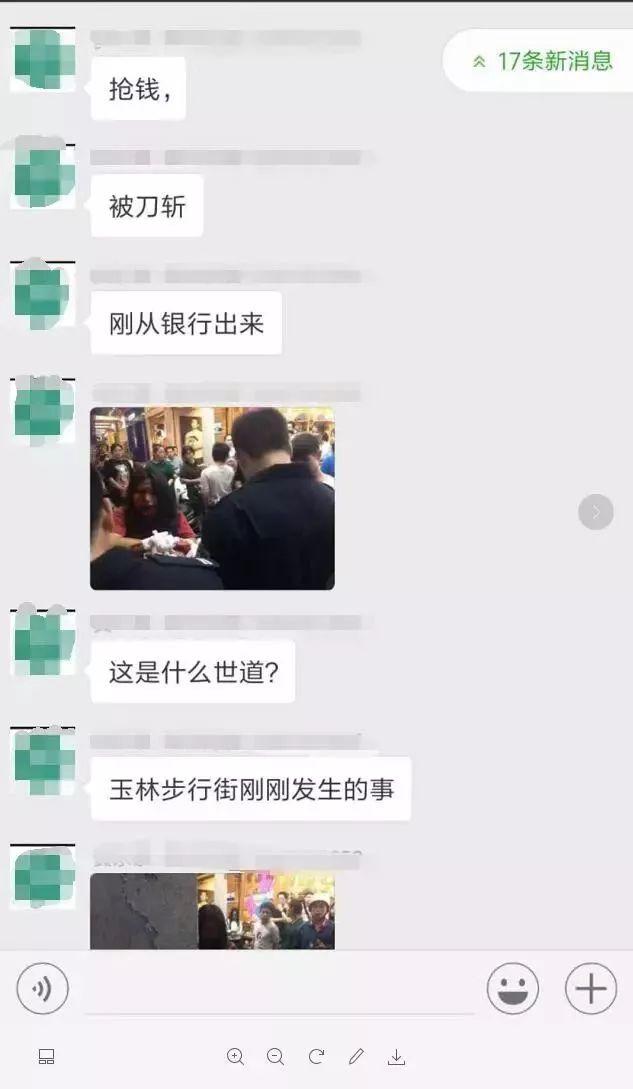 17条新消息
抢钱，
被刀斩
刚从银行出来
这是什么世道?
玉林步行街刚刚发生的事